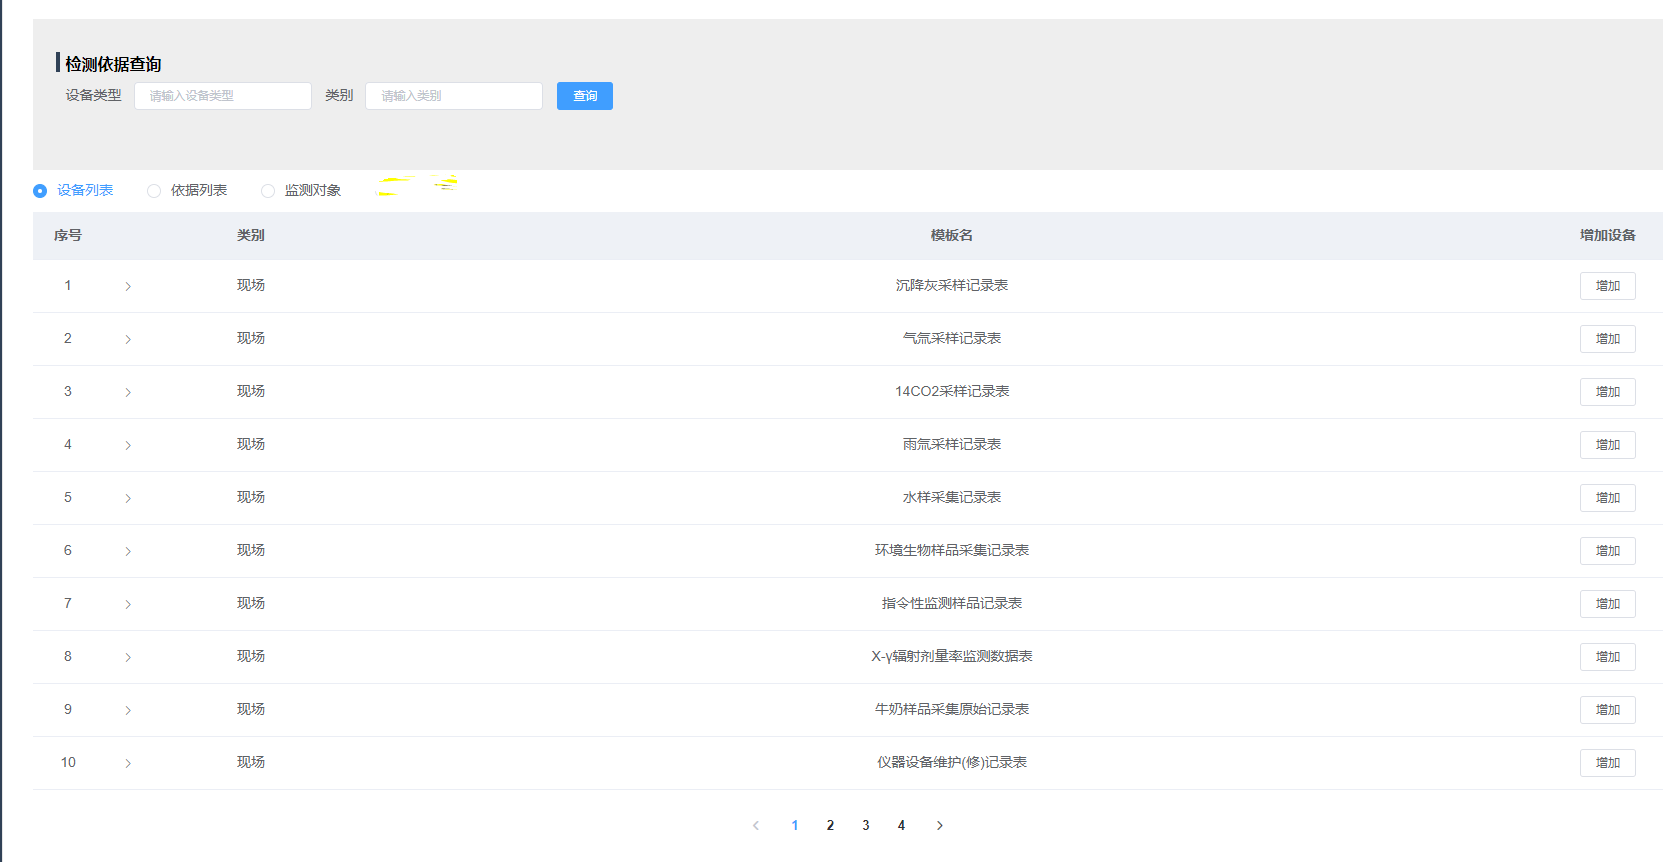 检测依据查询
设备类型 请输入设备类型 类别 请输入类别 查询
设备列表 依据列表 监测对象
序号 类别 模板名 增加设备
1 现场 沉降灰采样记录表 增加
2 现场 气氚采样记录表 增加
3 现场 14CO2采样记录表 增加
4 现场 雨氚采样记录表 增加
5 现场 水样采集记录表 增加
6 现场 环境生物样品采集记录表 增加
7 现场 指令性监测样品记录表 增加
8 现场 X-γ辐射剂量率监测数据表 增加
9 现场 牛奶样品采集原始记录表 增加
10 现场 仪器设备维护(修)记录表 增加
1 2 3 4